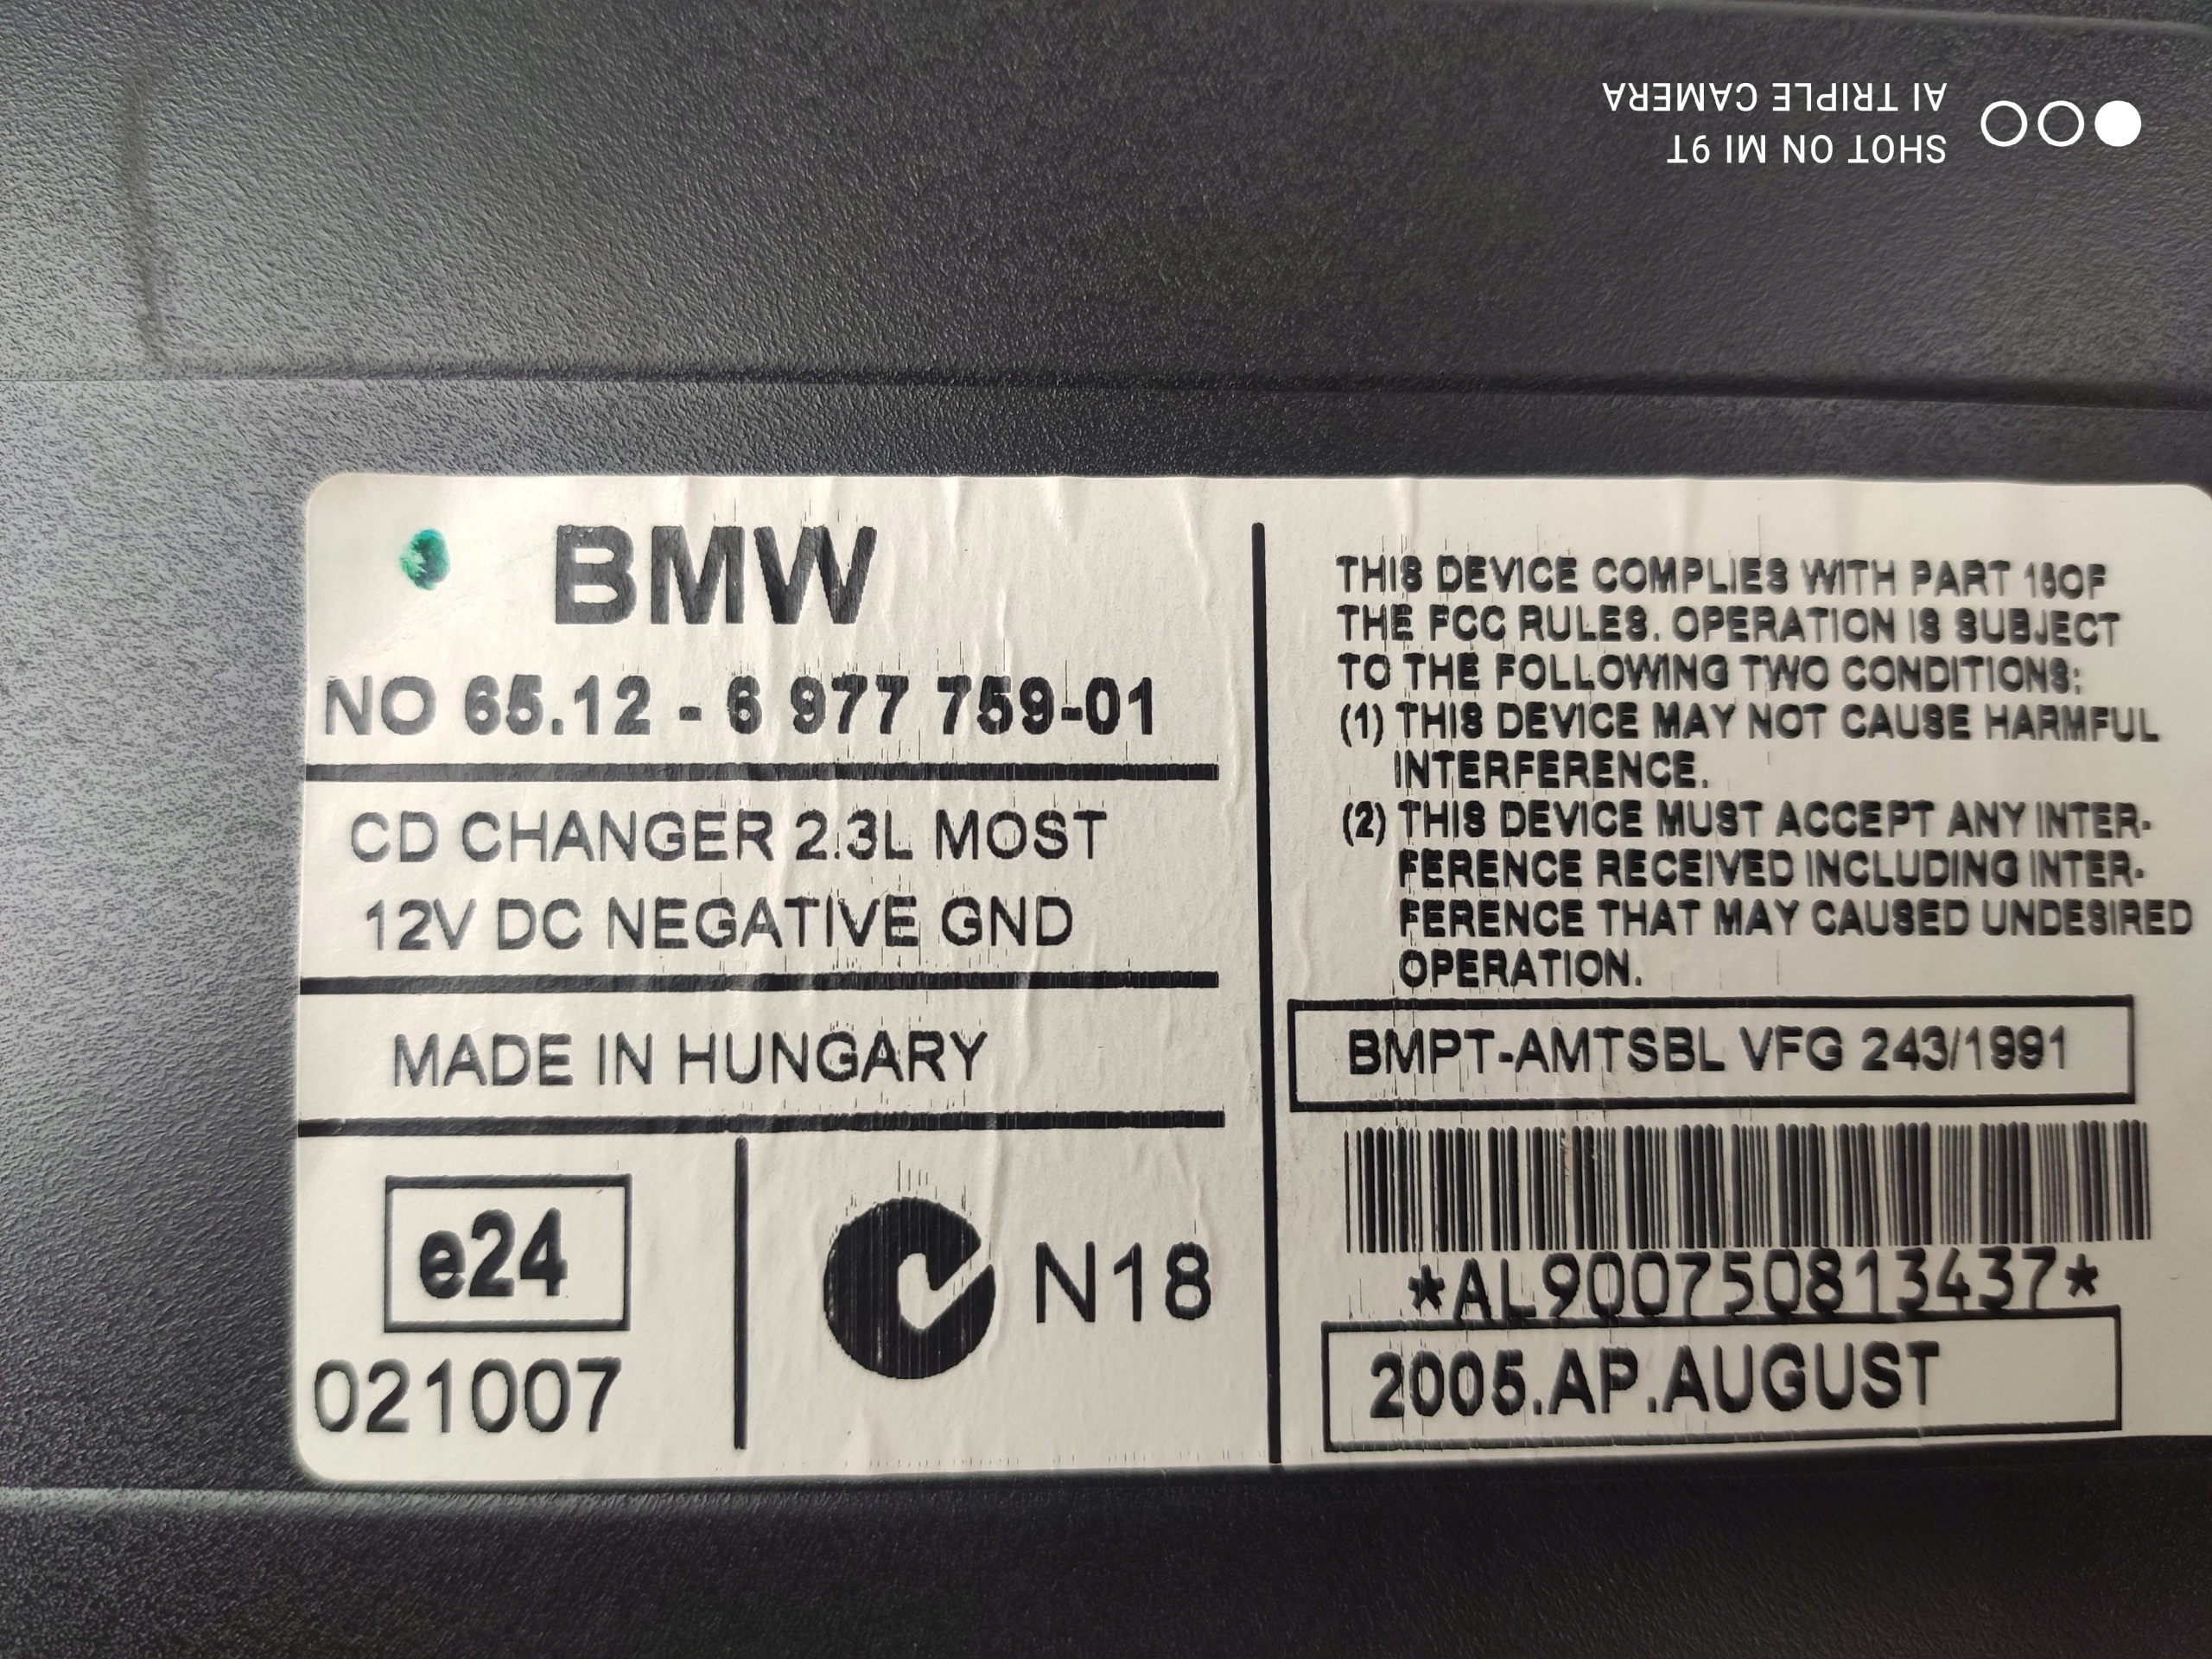 SHOT ON MI 9T
AI TRIPLE CAMERA
BMW
NO 65.12 - 6 977 759-01
CD CHANGER 2.3L MOST
12V DC NEGATIVE GND
MADE IN HUNGARY
e24
021007
N18
THIS DEVICE COMPLIES WITH PART 15OF
THE FCC RULES. OPERATION IS SUBJECT
TO THE FOLLOWING TWO CONDITIONS:
(1) THIS DEVICE MAY NOT CAUSE HARMFUL
INTERFERENCE.
(2) THIS DEVICE MUST ACCEPT ANY INTER-
FERENCE RECEIVED INCLUDING INTER-
FERENCE THAT MAY CAUSED UNDESIRED
OPERATION.
BMPT-AMTSBL VFG 243/1991
*AL900750813437*
2005.AP.AUGUST